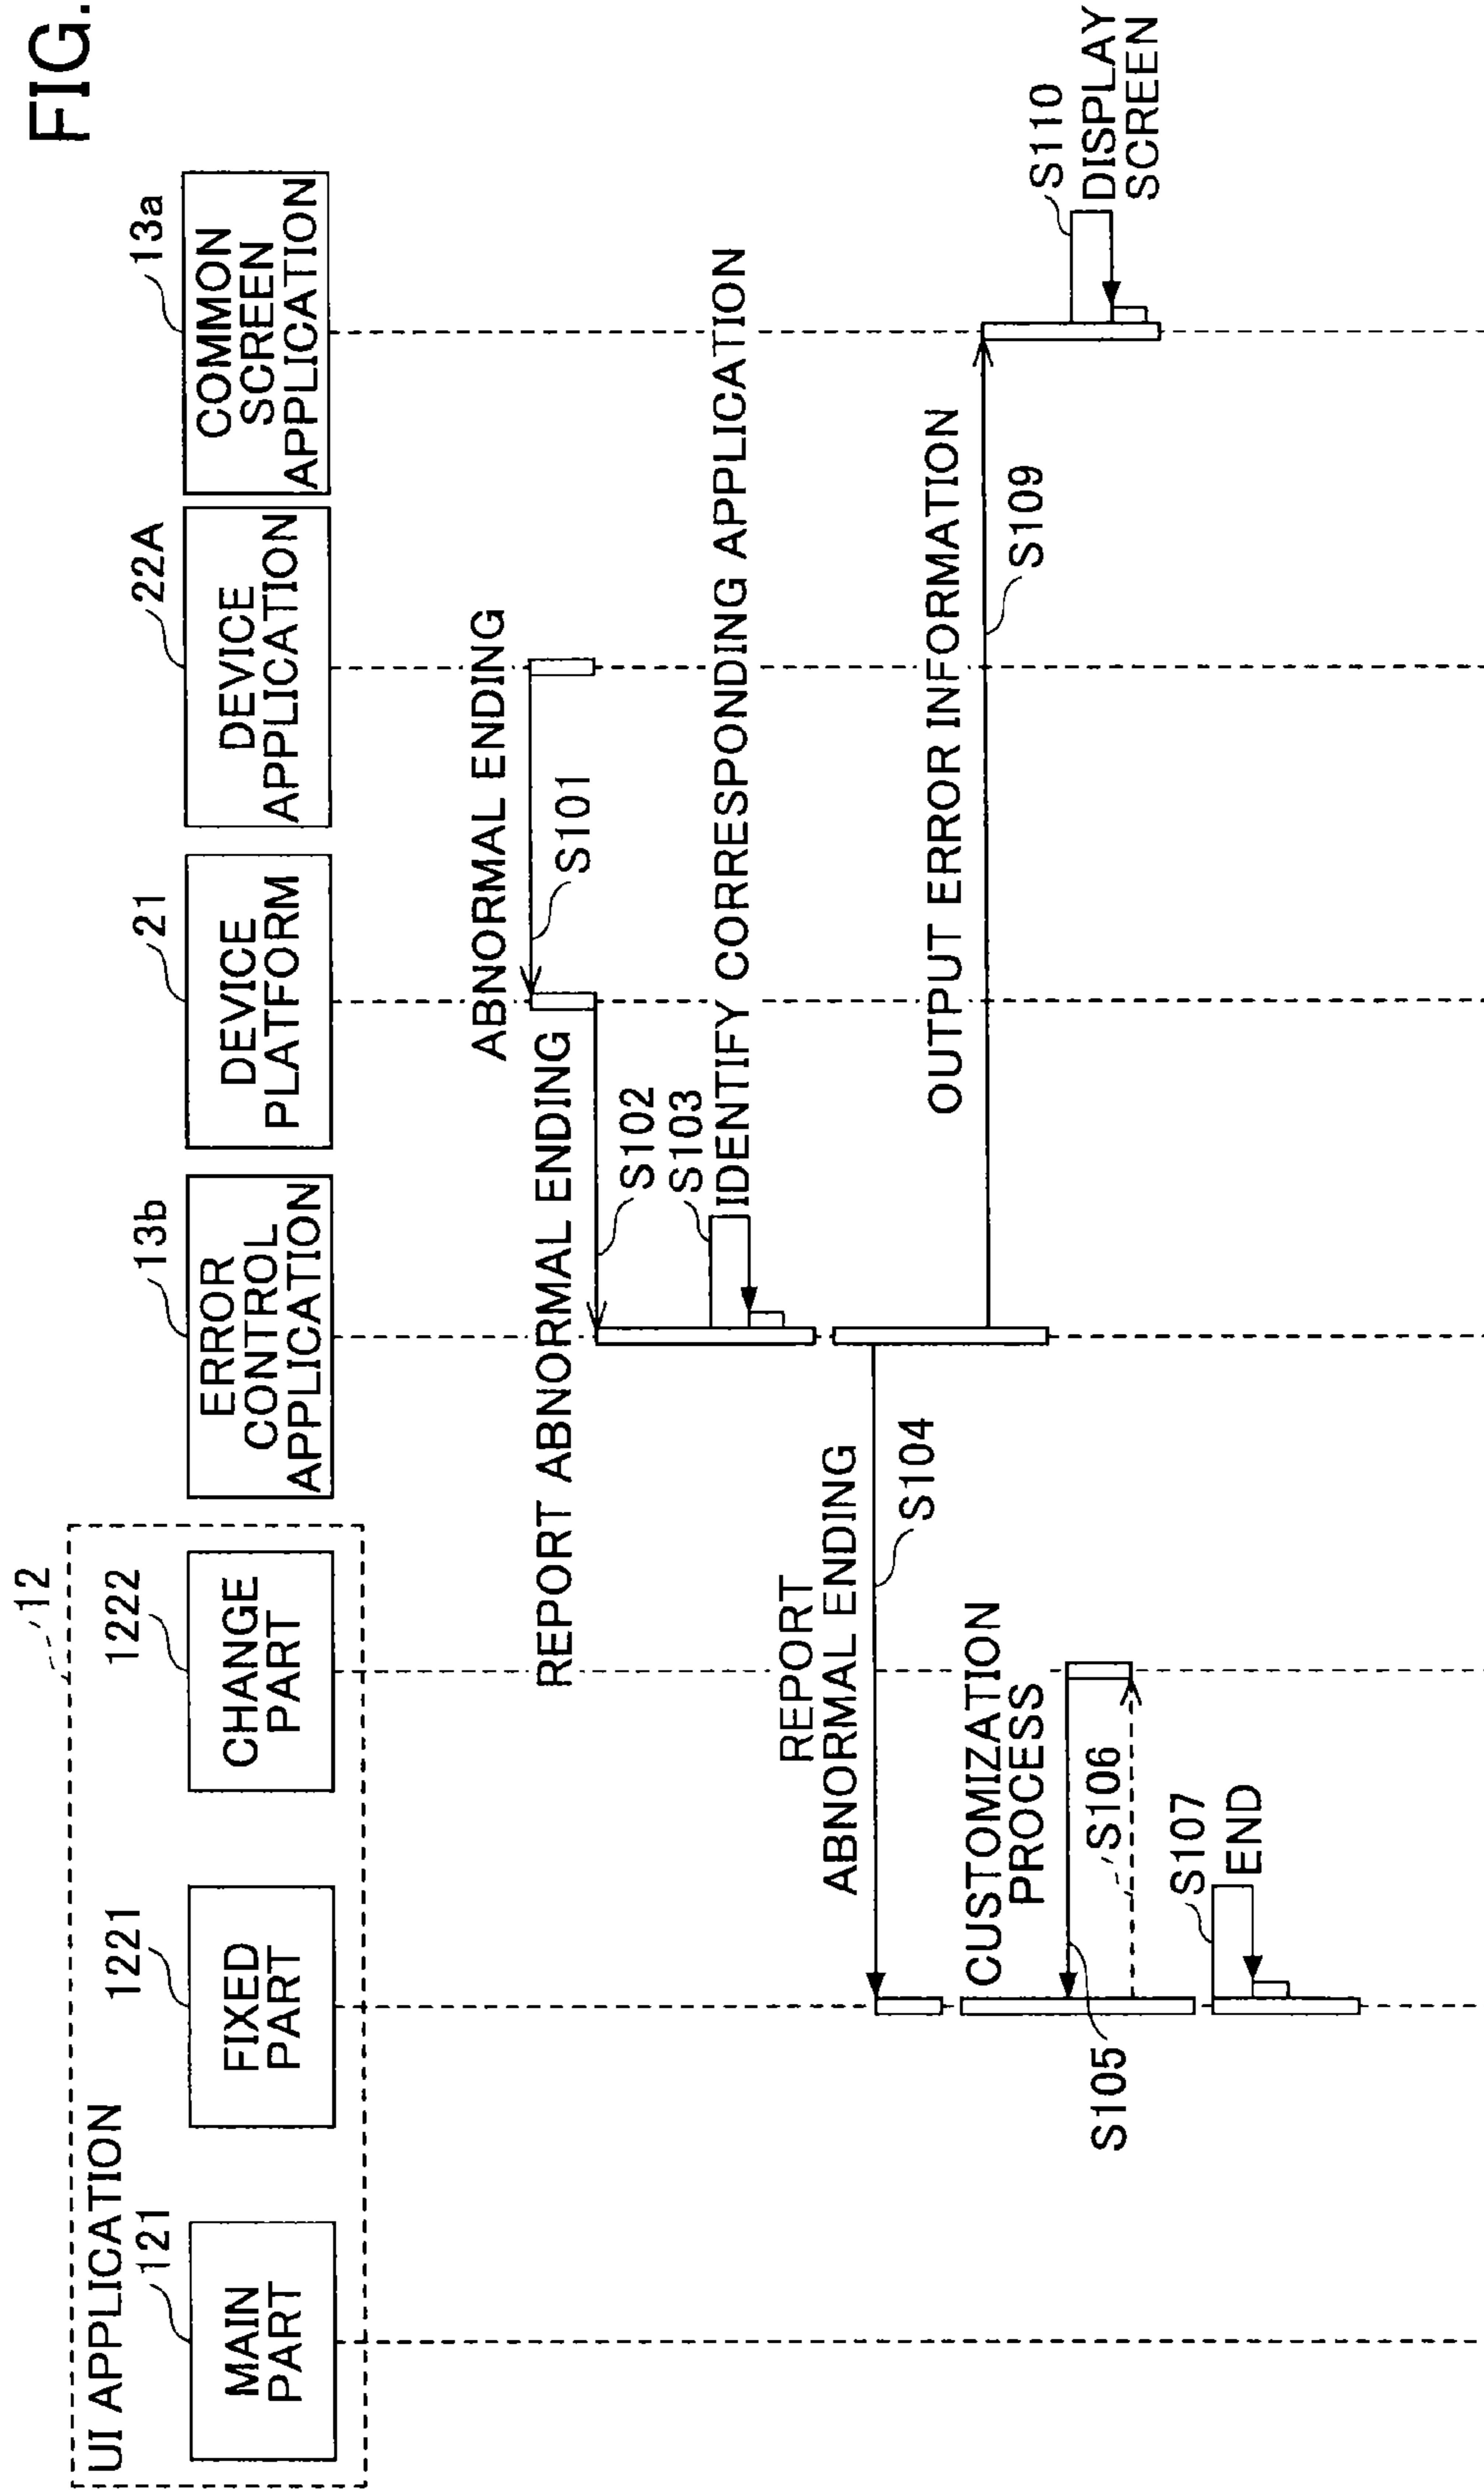 FIG.
12
UI APPLICATION
121
MAIN
PART
1221
FIXED
PART
1222
CHANGE
PART
13b
ERROR
CONTROL
APPLICATION
21
DEVICE
PLATFORM
22A
DEVICE
APPLICATION
13a
COMMON
SCREEN
APPLICATION
ABNORMAL ENDING
S101
REPORT ABNORMAL ENDING
S102
S103
IDENTIFY CORRESPONDING APPLICATION
REPORT
ABNORMAL ENDING
S104
OUTPUT ERROR INFORMATION
S109
CUSTOMIZATION
PROCESS
S105
S106
S107
END
S110
DISPLAY
SCREEN